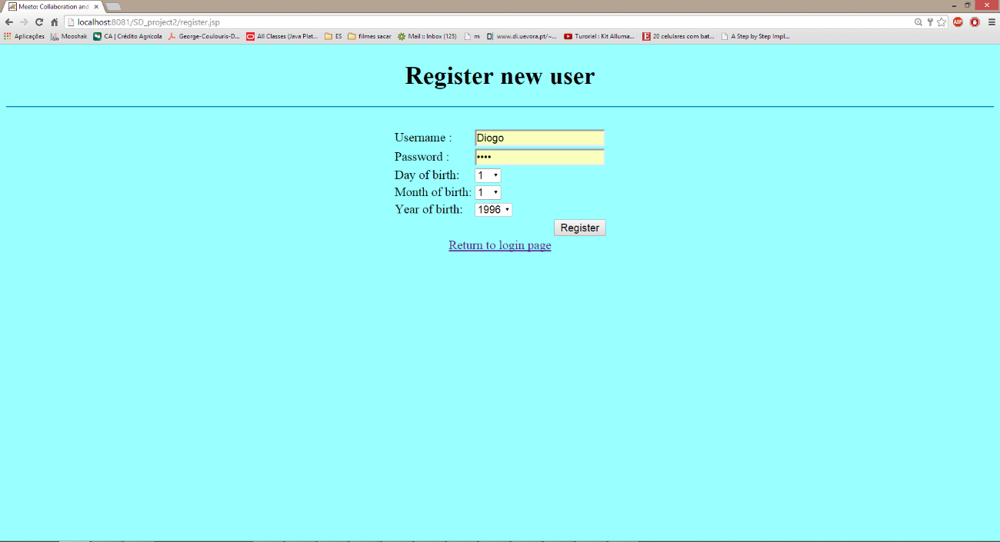 Meeto: Collaboration and
localhost:8081/SD_project2/register.jsp
ABP
Aplicações Mooshak CA | Crédito Agrícola George-Coulouris-D... All Classes (Java Plat... ES filmes sacar Mail :: Inbox (125) m www.di.uevora.pt/~... Turoriel : Kit Alluma... 20 celulares com bat... A Step by Step Impl...
Register new user
Username : Diogo
Password : ••••
Day of birth: 1
Month of birth: 1
Year of birth: 1996
Register
Return to login page